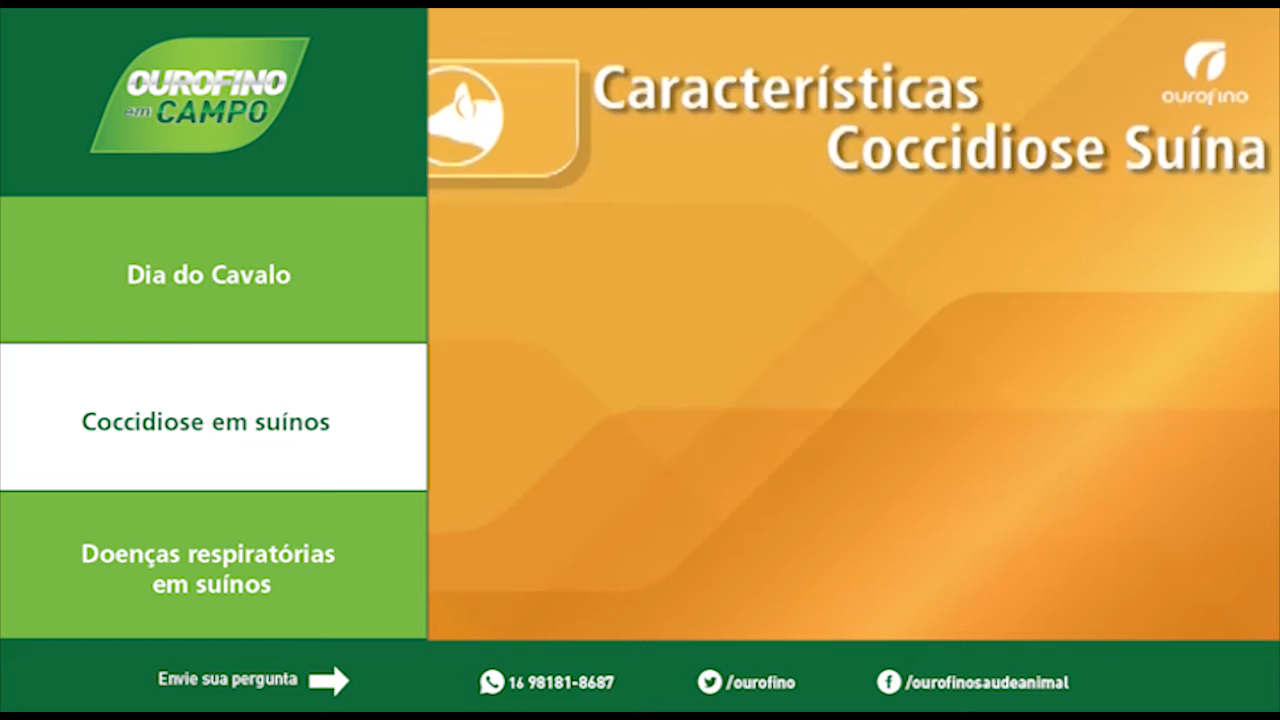 OUROFINO
em CAMPO
Dia do Cavalo
Coccidiose em suínos
Doenças respiratórias
em suínos
Características
Coccidiose Suína
ourofino
Envie sua pergunta
16 98181-8687
/ourofino
/ourofinosaudeanimal